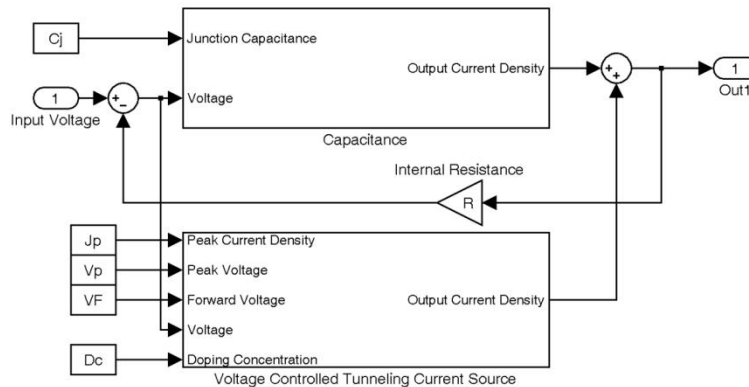 Cj
Junction Capacitance
Output Current Density
1
+
−
Voltage
+
+
1
Input Voltage
Out1
Capacitance
Internal Resistance
R
Jp
Peak Current Density
Vp
Peak Voltage
VF
Forward Voltage
Output Current Density
Voltage
Dc
Doping Concentration
Voltage Controlled Tunneling Current Source